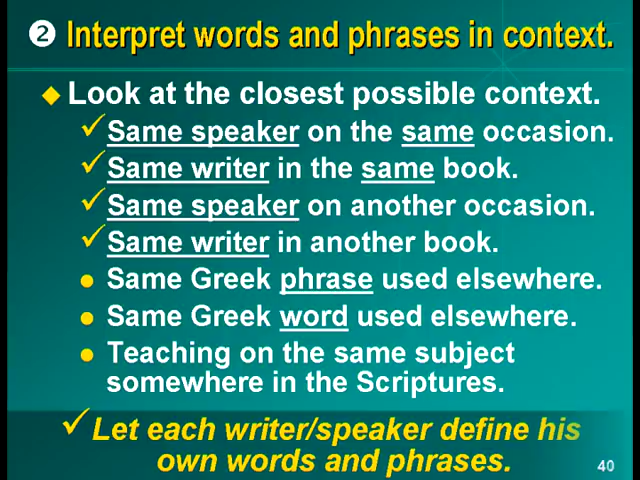 ❷ Interpret words and phrases in context.
◆ Look at the closest possible context.
✓ Same speaker on the same occasion.
✓ Same writer in the same book.
✓ Same speaker on another occasion.
✓ Same writer in another book.
• Same Greek phrase used elsewhere.
• Same Greek word used elsewhere.
• Teaching on the same subject
somewhere in the Scriptures.
✓ Let each writer/speaker define his
own words and phrases.
40